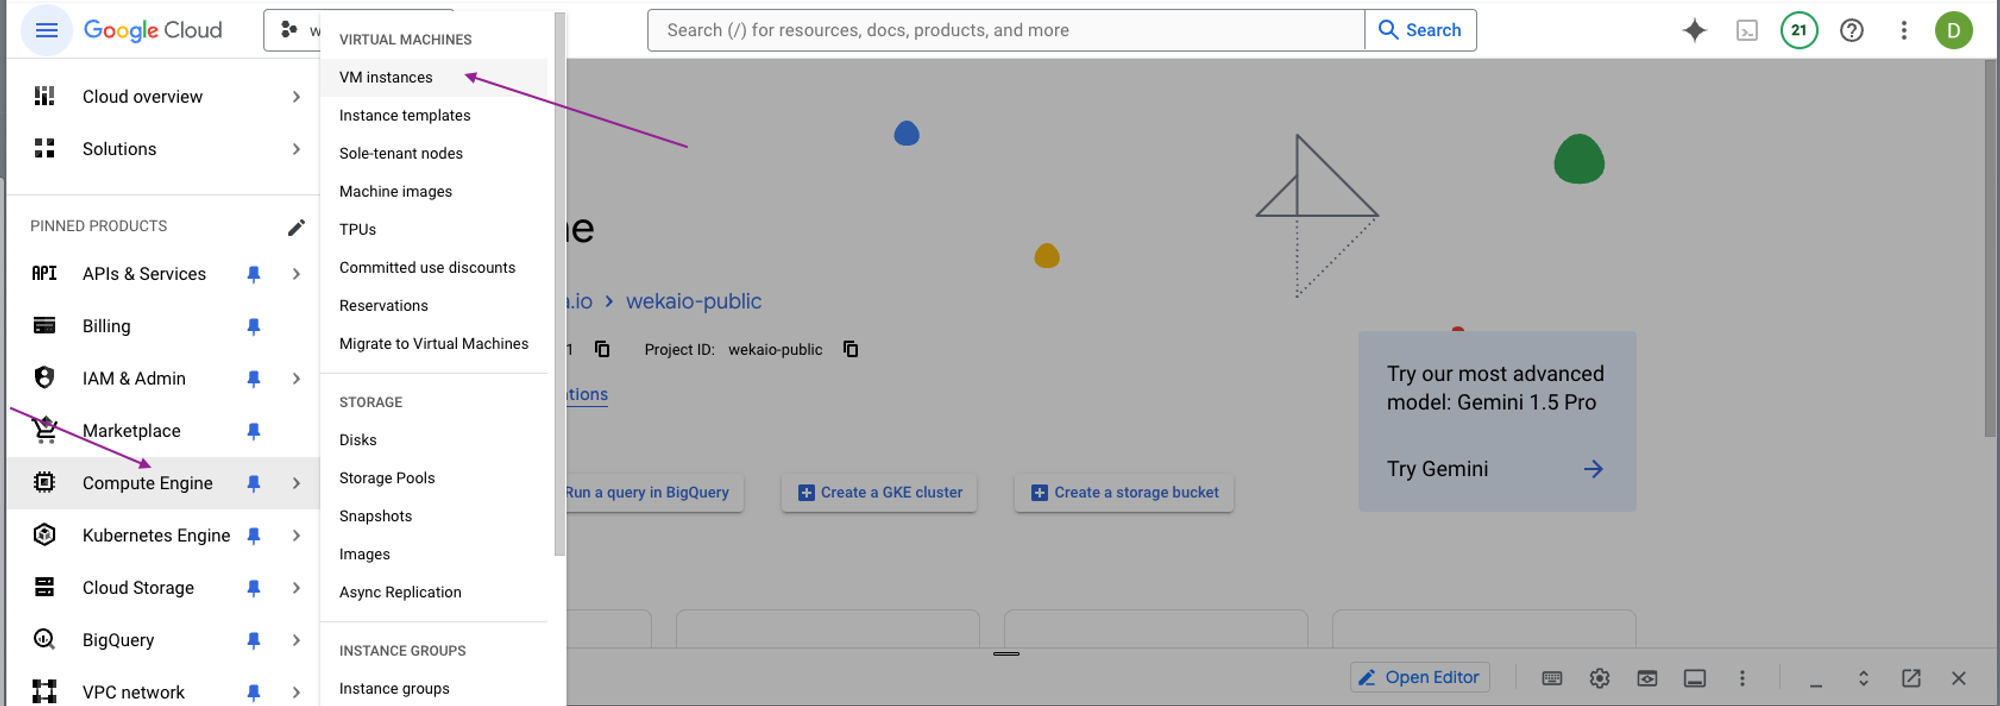 Google Cloud
w
Search (/) for resources, docs, products, and more
Search
21
D
Cloud overview
Solutions
PINNED PRODUCTS
API
APIs & Services
Billing
IAM & Admin
Marketplace
Compute Engine
Kubernetes Engine
Cloud Storage
BigQuery
VPC network
VIRTUAL MACHINES
VM instances
Instance templates
Sole-tenant nodes
Machine images
TPUs
Committed use discounts
Reservations
Migrate to Virtual Machines
STORAGE
Disks
Storage Pools
Snapshots
Images
Async Replication
INSTANCE GROUPS
Instance groups
e
.io > wekaio-public
1 Project ID: wekaio-public
tions
Run a query in BigQuery
Create a GKE cluster
Create a storage bucket
Try our most advanced
model: Gemini 1.5 Pro
Try Gemini
Open Editor